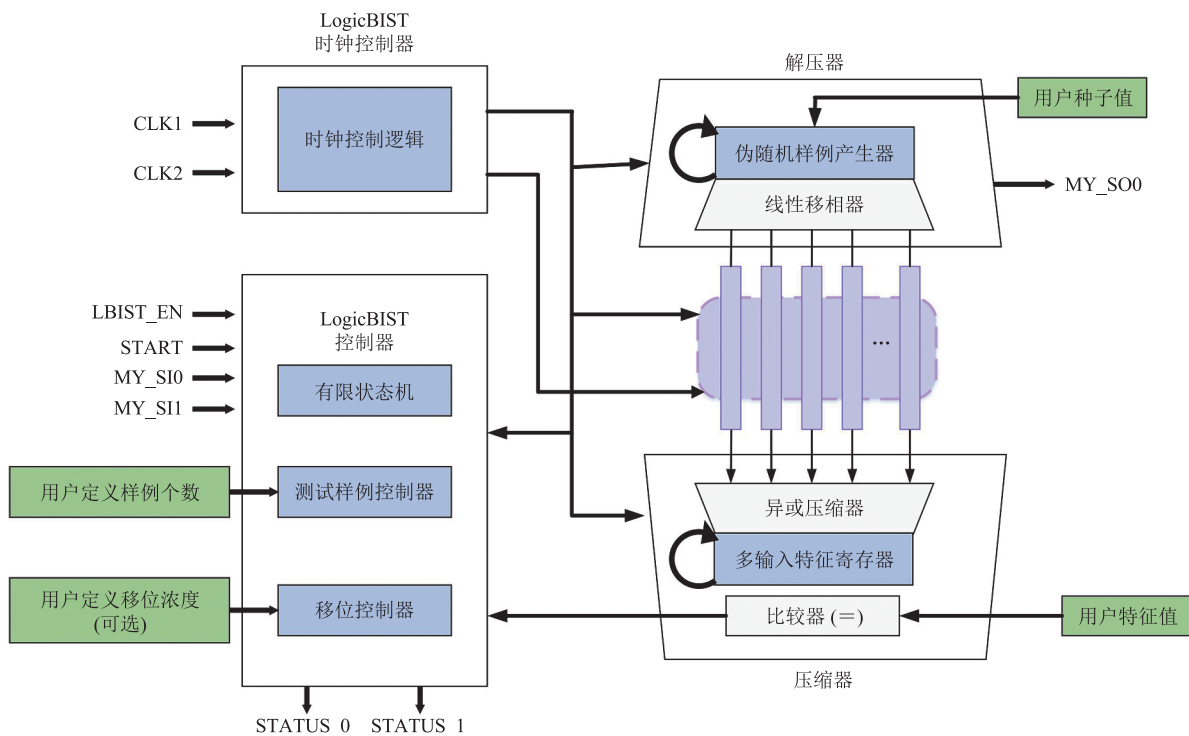 LogicBIST
时钟控制器
CLK1
CLK2
时钟控制逻辑
解压器
用户种子值
伪随机样例产生器
线性移相器
MY_SO0
LBIST_EN
START
MY_SI0
MY_SI1
LogicBIST
控制器
有限状态机
...
用户定义样例个数
测试样例控制器
用户定义移位浓度
(可选)
移位控制器
异或压缩器
多输入特征寄存器
比较器 (=)
用户特征值
压缩器
STATUS_0
STATUS_1